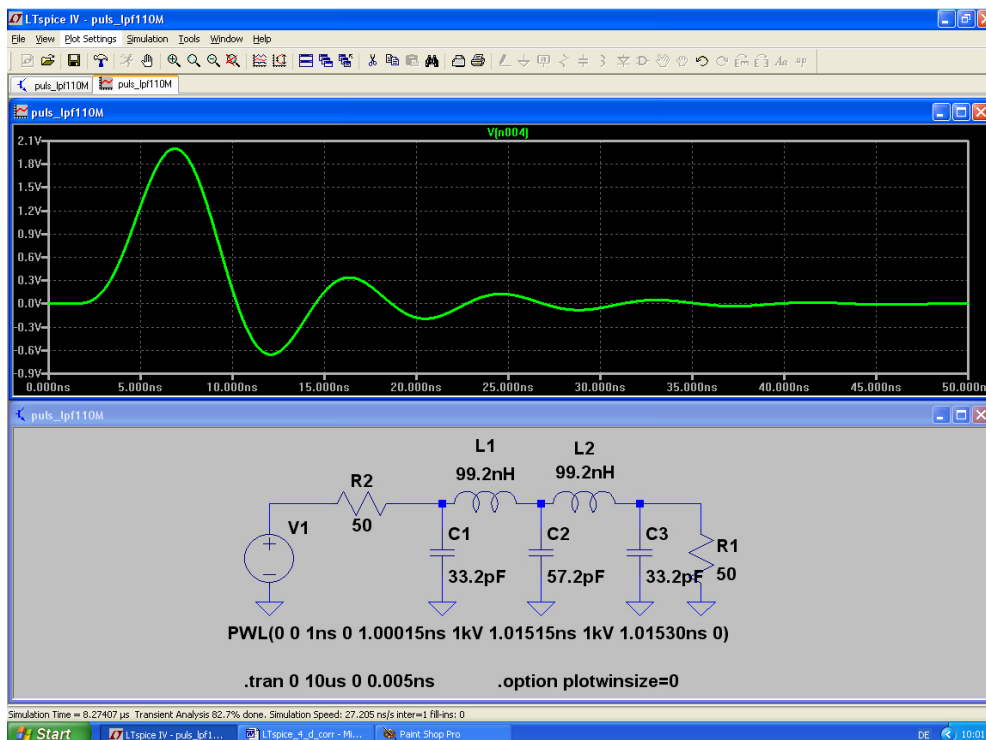 LTspice IV - puls_lpf110M
File View Plot Settings Simulation Tools Window Help
puls_lpf110M puls_lpf110M
puls_lpf110M
V(n004)
2.1V
1.8V
1.5V
1.2V
0.9V
0.6V
0.3V
0.0V
-0.3V
-0.6V
-0.9V
0.000ns 5.000ns 10.000ns 15.000ns 20.000ns 25.000ns 30.000ns 35.000ns 40.000ns 45.000ns 50.000n
puls_lpf110M
L1 L2
99.2nH 99.2nH
R2
50
V1
C1 C2 C3 R1
33.2pF 57.2pF 33.2pF 50
PWL(0 0 1ns 0 1.00015ns 1kV 1.01515ns 1kV 1.01530ns 0)
.tran 0 10us 0 0.005ns .option plotwinsize=0
Simulation Time = 8.27407 µs Transient Analysis 82.7% done. Simulation Speed: 27.205 ns/s inter=1 fill-ins: 0
Start LTspice IV - puls_lpf1... LTspice_4_d_corr - Mi... Paint Shop Pro DE 10:01